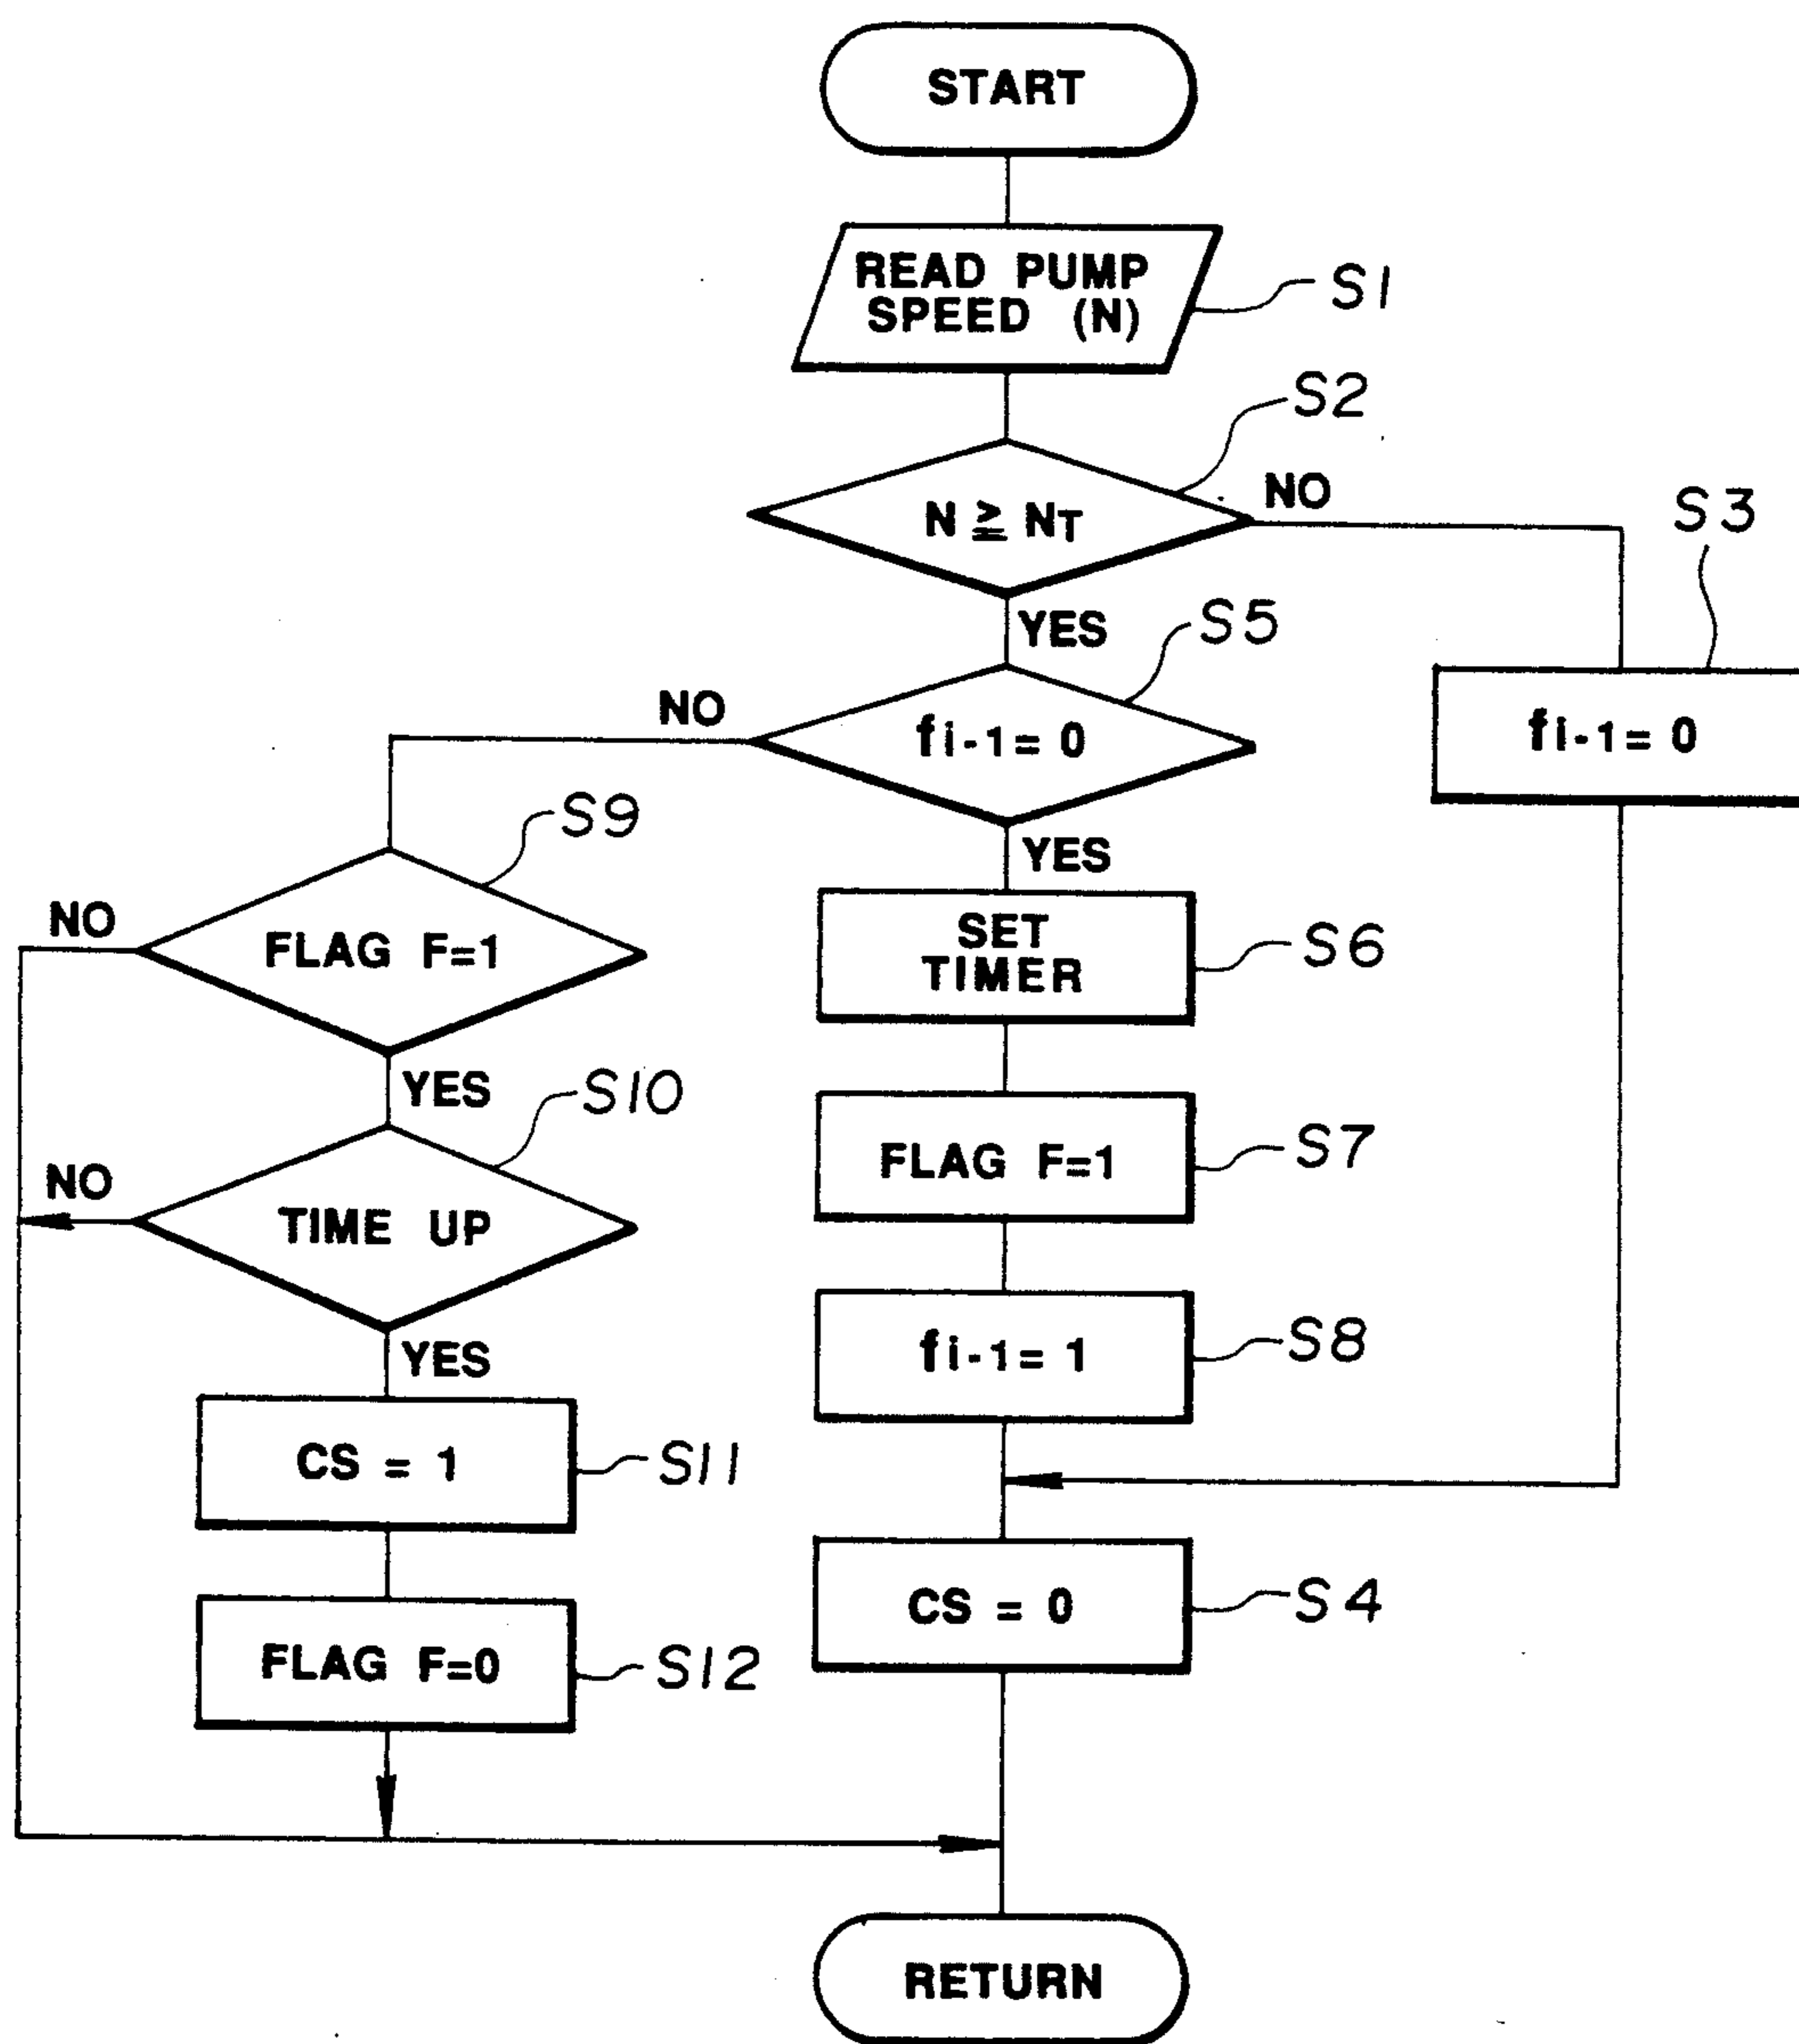 START
READ PUMP
SPEED (N)
S1
S2
N ≧ NT
NO
S3
YES
S5
NO
fi-1= 0
fi-1= 0
S9
YES
NO
FLAG F=1
SET
TIMER
S6
YES
S10
NO
TIME UP
FLAG F=1
S7
YES
fi-1= 1
S8
CS = 1
S11
CS = 0
S4
FLAG F=0
S12
RETURN